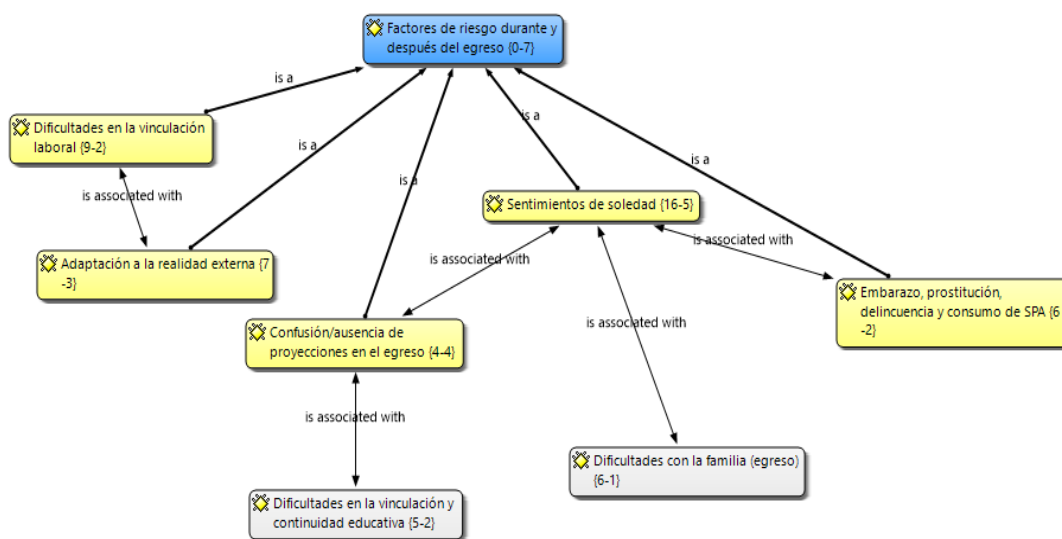 Factores de riesgo durante y
después del egreso {0-7}
is a
Dificultades en la vinculación
laboral {9-2}
is a
is a
is a
is a
is associated with
Sentimientos de soledad {16-5}
is associated with
Adaptación a la realidad externa {7
-3}
is associated with
Embarazo, prostitución,
delincuencia y consumo de SPA {6
-2}
is associated with
Confusión/ausencia de
proyecciones en el egreso {4-4}
is associated with
Dificultades con la familia (egreso)
{6-1}
Dificultades en la vinculación y
continuidad educativa {5-2}